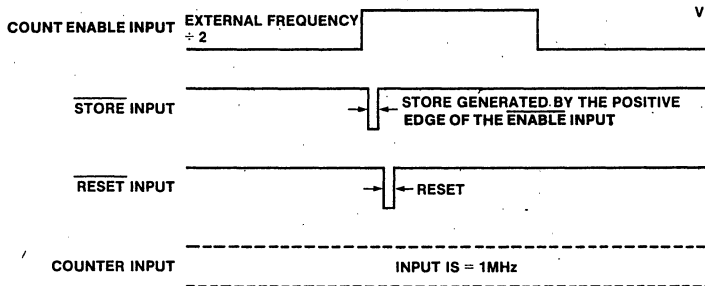 COUNT ENABLE INPUT
EXTERNAL FREQUENCY
÷ 2
V
STORE INPUT
STORE GENERATED BY THE POSITIVE
EDGE OF THE ENABLE INPUT
RESET INPUT
RESET
COUNTER INPUT
INPUT IS = 1MHz